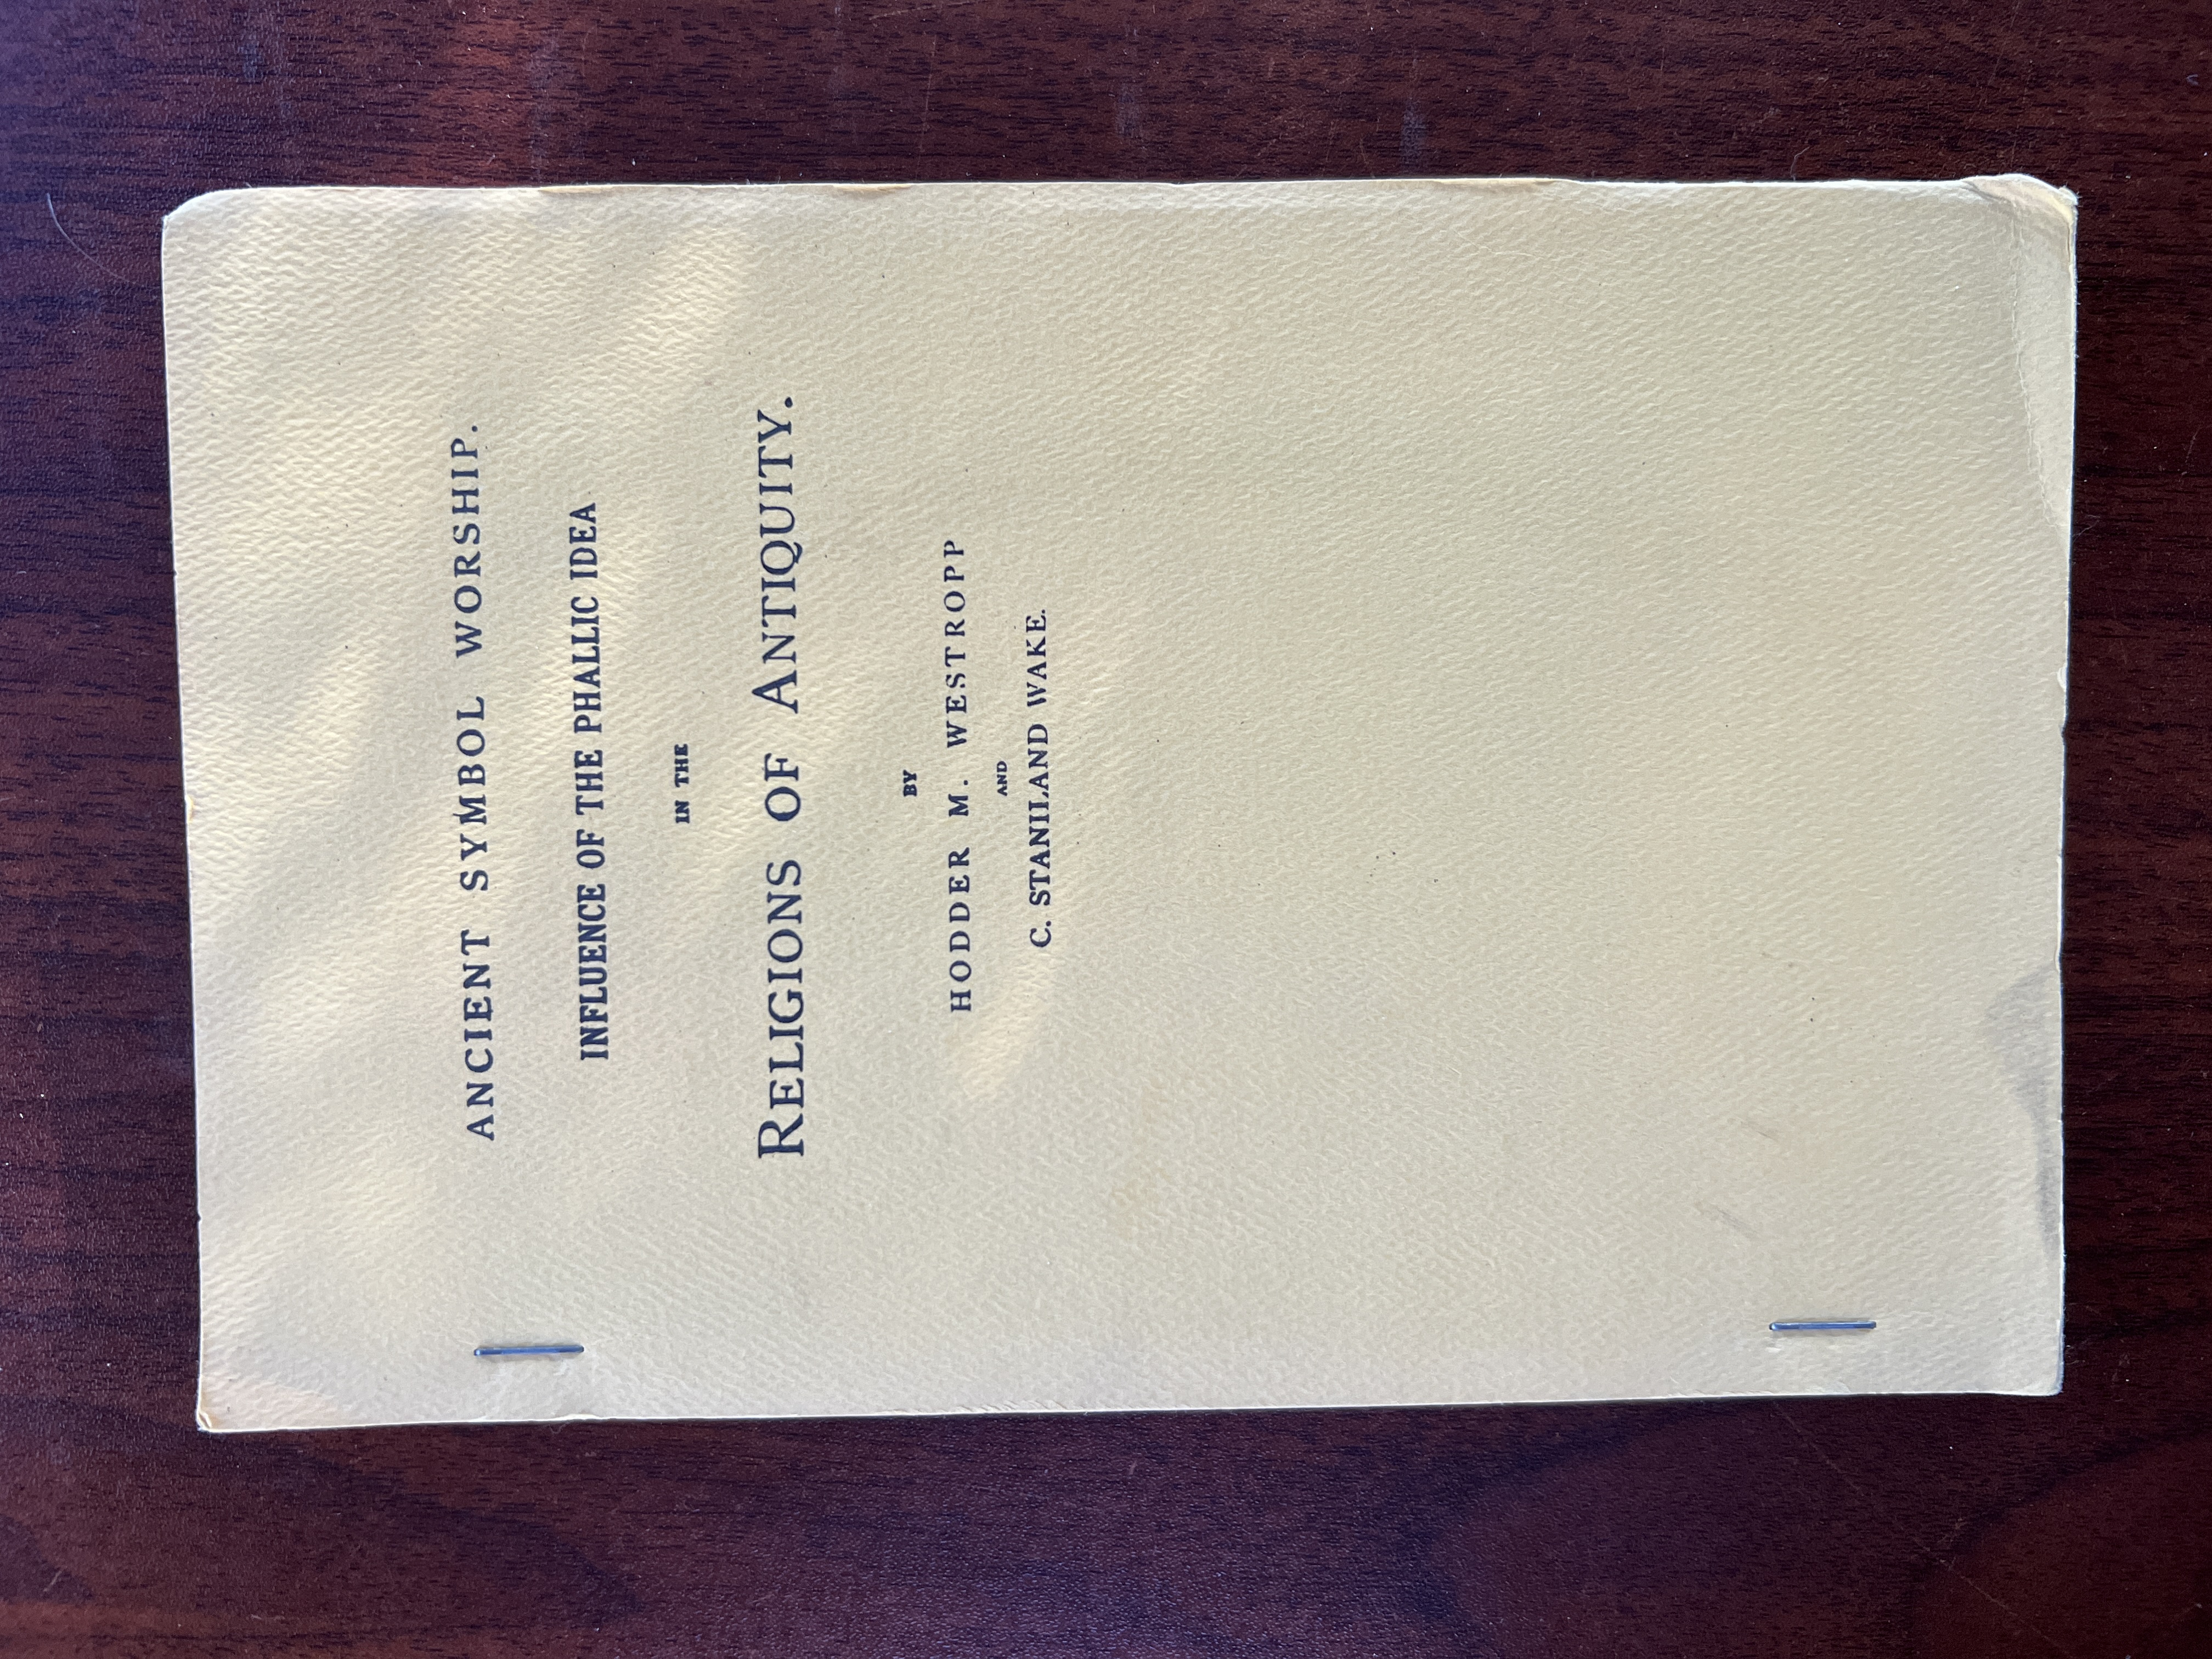 ANCIENT SYMBOL WORSHIP.
INFLUENCE OF THE PHALLIC IDEA
IN THE
RELIGIONS OF ANTIQUITY.
BY
HODDER M. WESTROPP
AND
C. STANILAND WAKE.